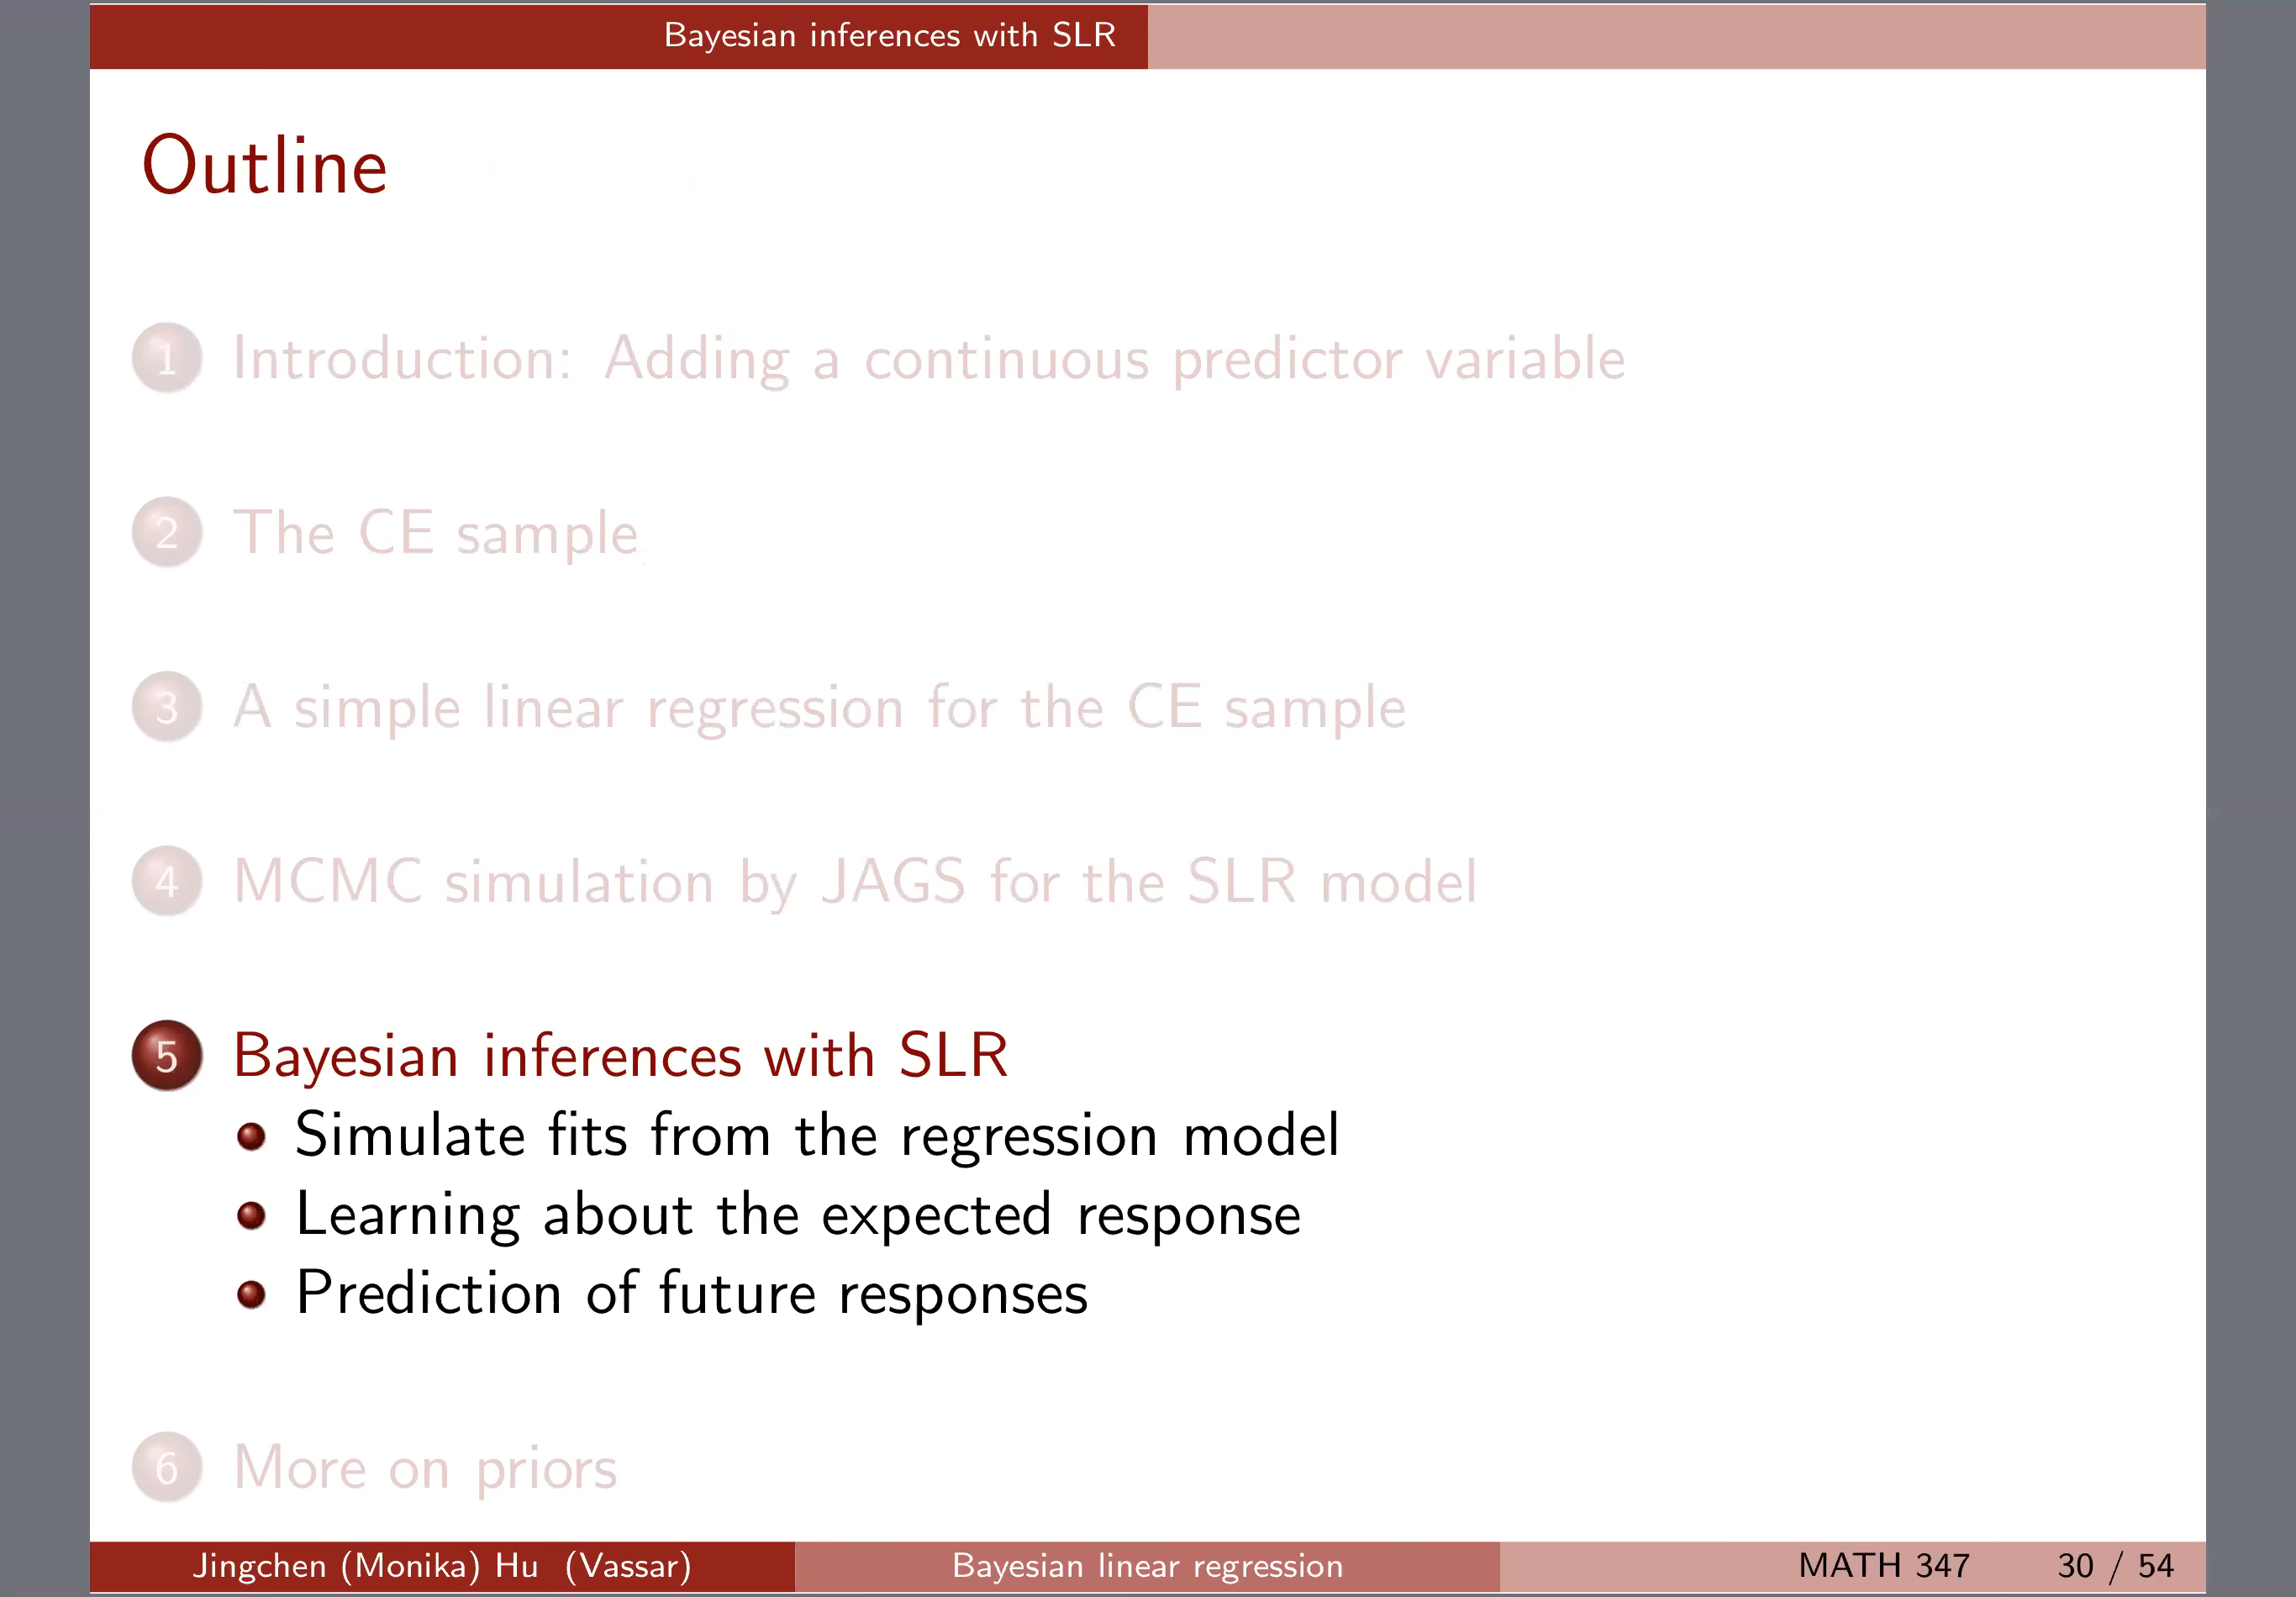 Bayesian inferences with SLR
Outline
1 Introduction: Adding a continuous predictor variable
2 The CE sample
3 A simple linear regression for the CE sample
4 MCMC simulation by JAGS for the SLR model
5 Bayesian inferences with SLR
Simulate fits from the regression model
Learning about the expected response
Prediction of future responses
6 More on priors
Jingchen (Monika) Hu (Vassar) Bayesian linear regression MATH 347 30 / 54